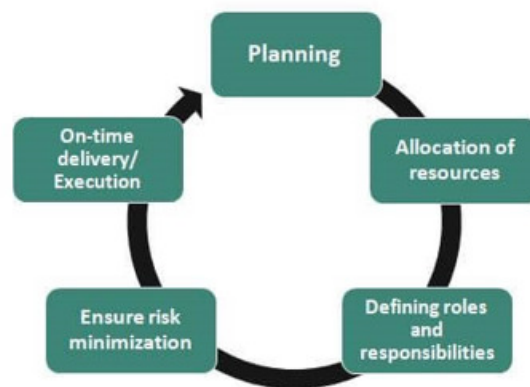 Planning
Allocation of
resources
Defining roles
and
responsibilities
Ensure risk
minimization
On-time
delivery/
Execution